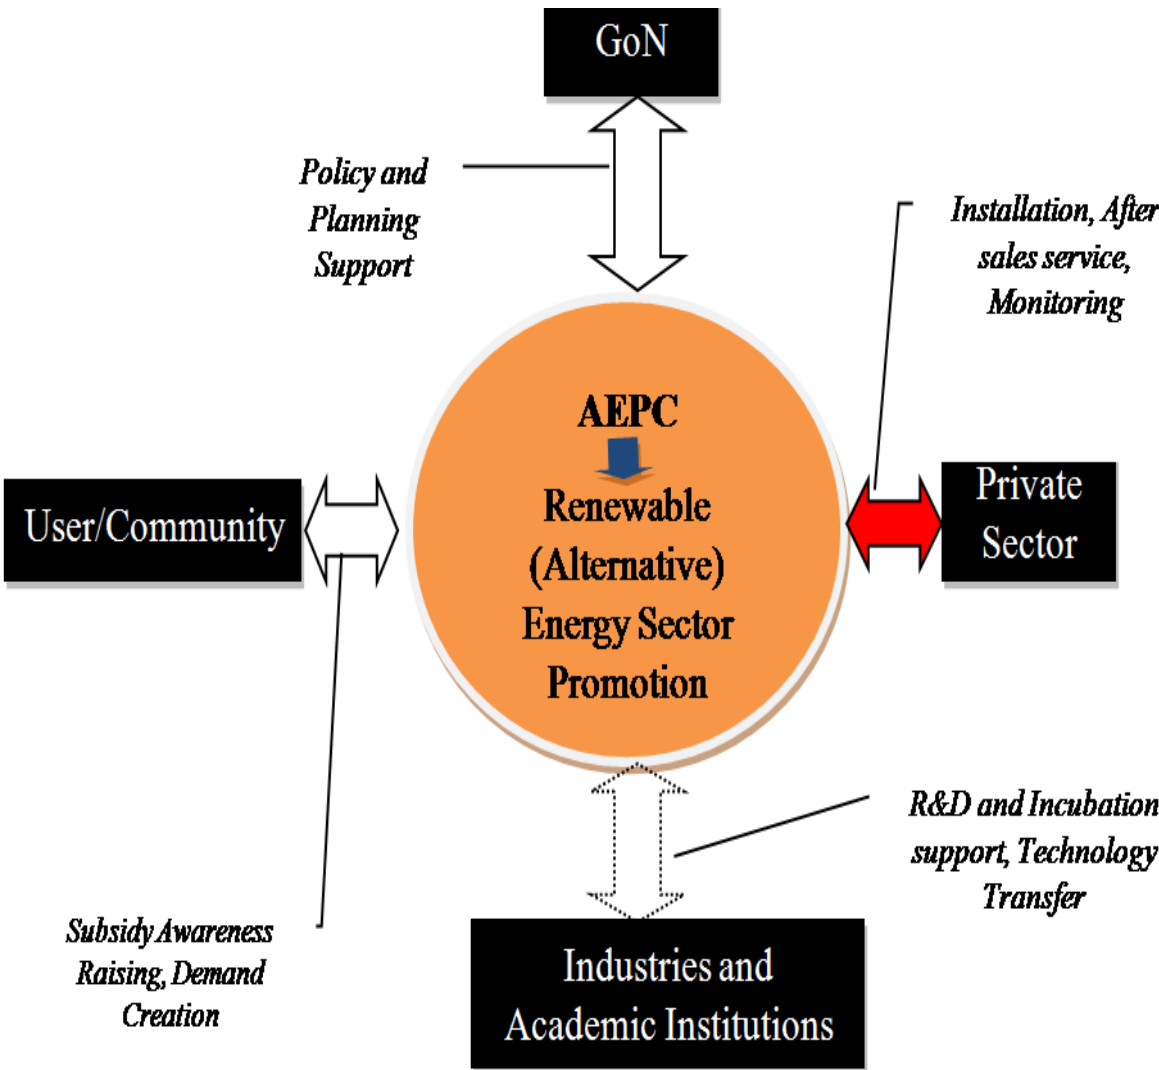 GoN
Policy and
Planning
Support
Installation, After
sales service,
Monitoring
AEPC
Renewable
(Alternative)
Energy Sector
Promotion
User/Community
Private
Sector
R&D and Incubation
support, Technology
Transfer
Subsidy Awareness
Raising, Demand
Creation
Industries and
Academic Institutions